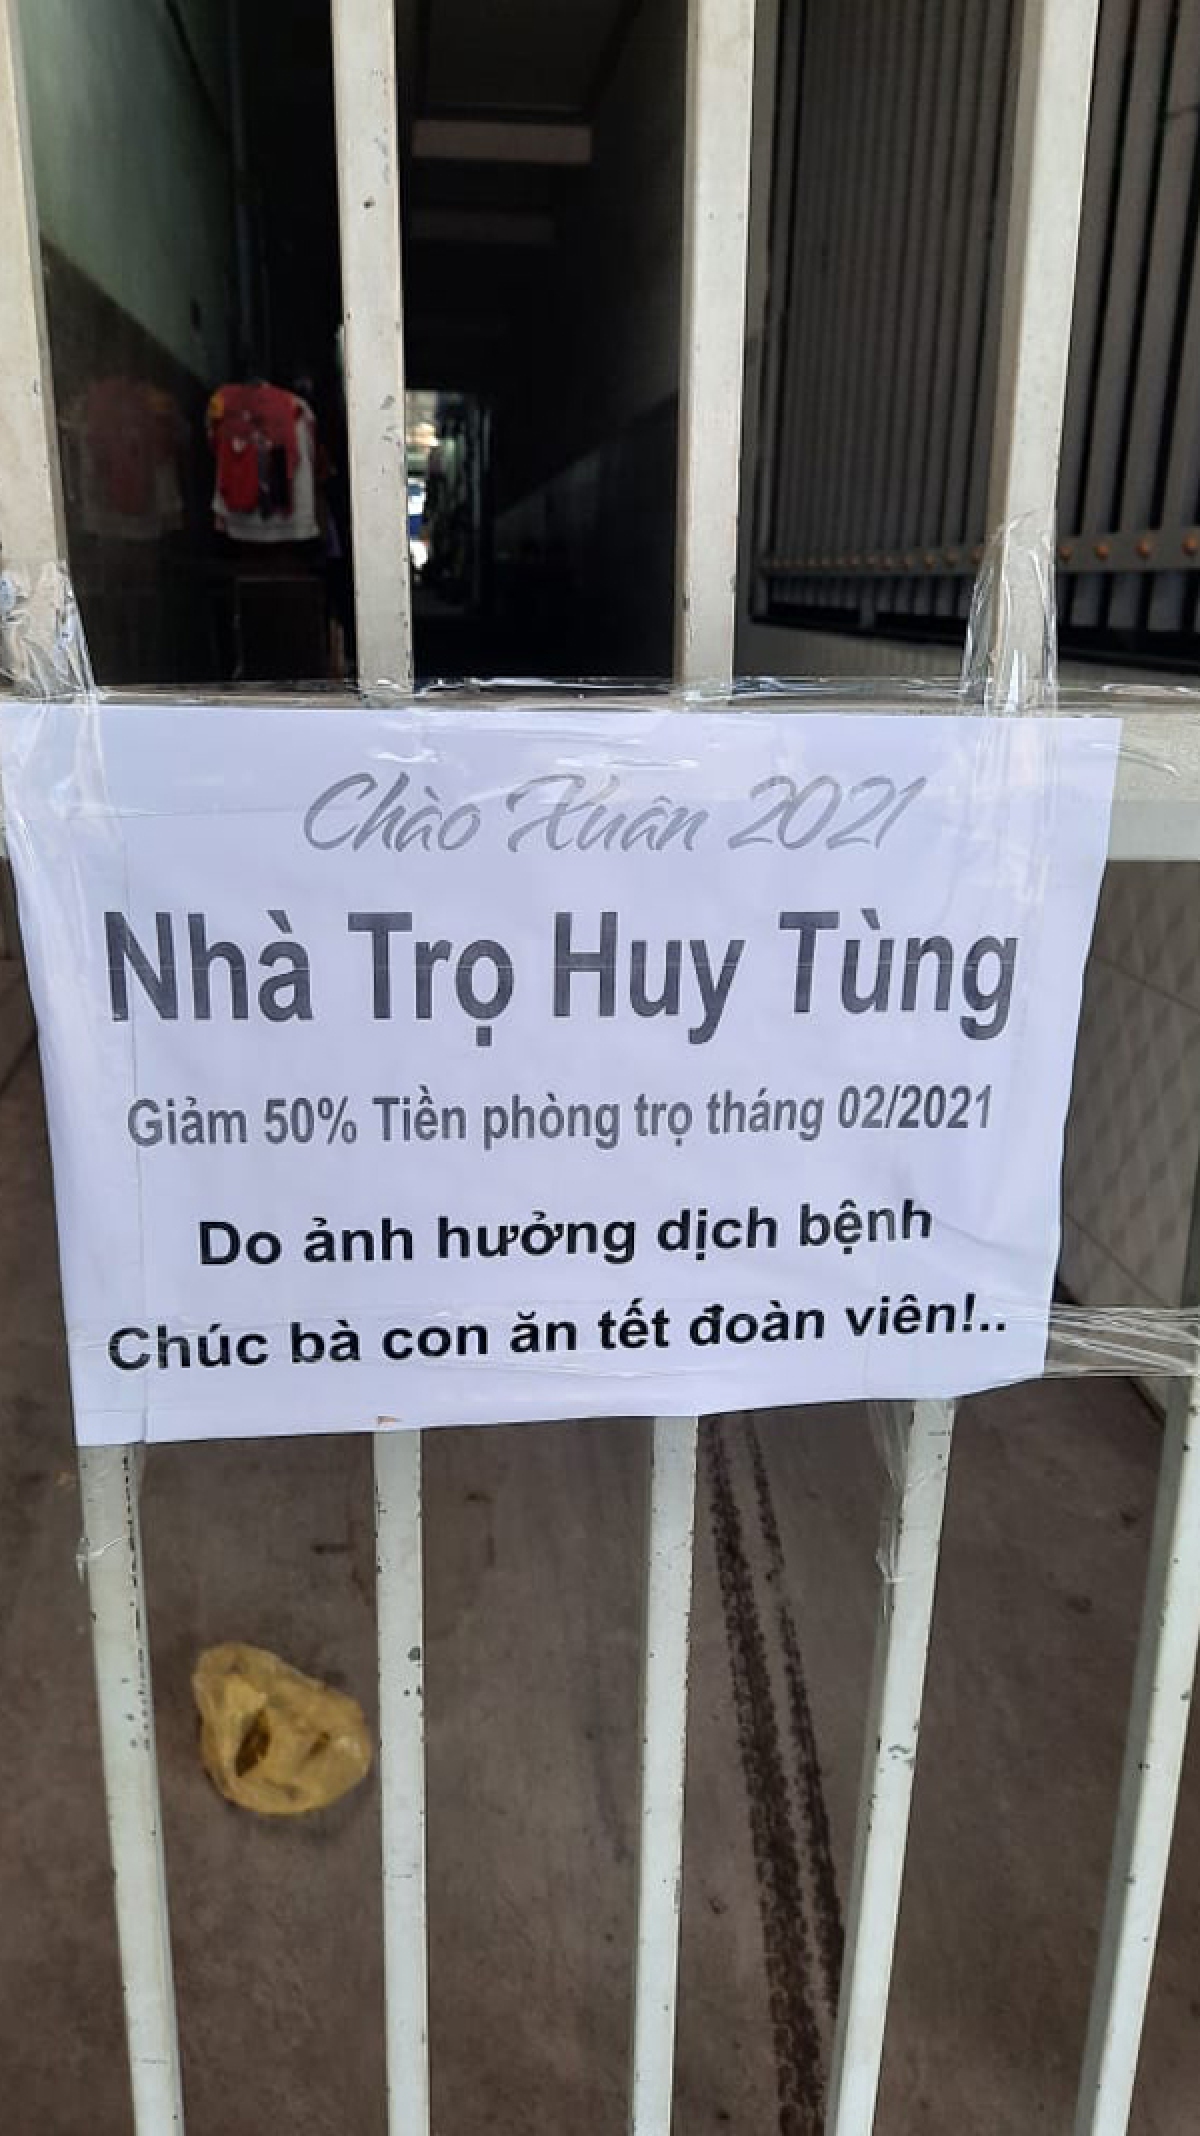 Chào Xuân 2021
Nhà Trọ Huy Tùng
Giảm 50% Tiền phòng trọ tháng 02/2021
Do ảnh hưởng dịch bệnh
Chúc bà con ăn tết đoàn viên!..